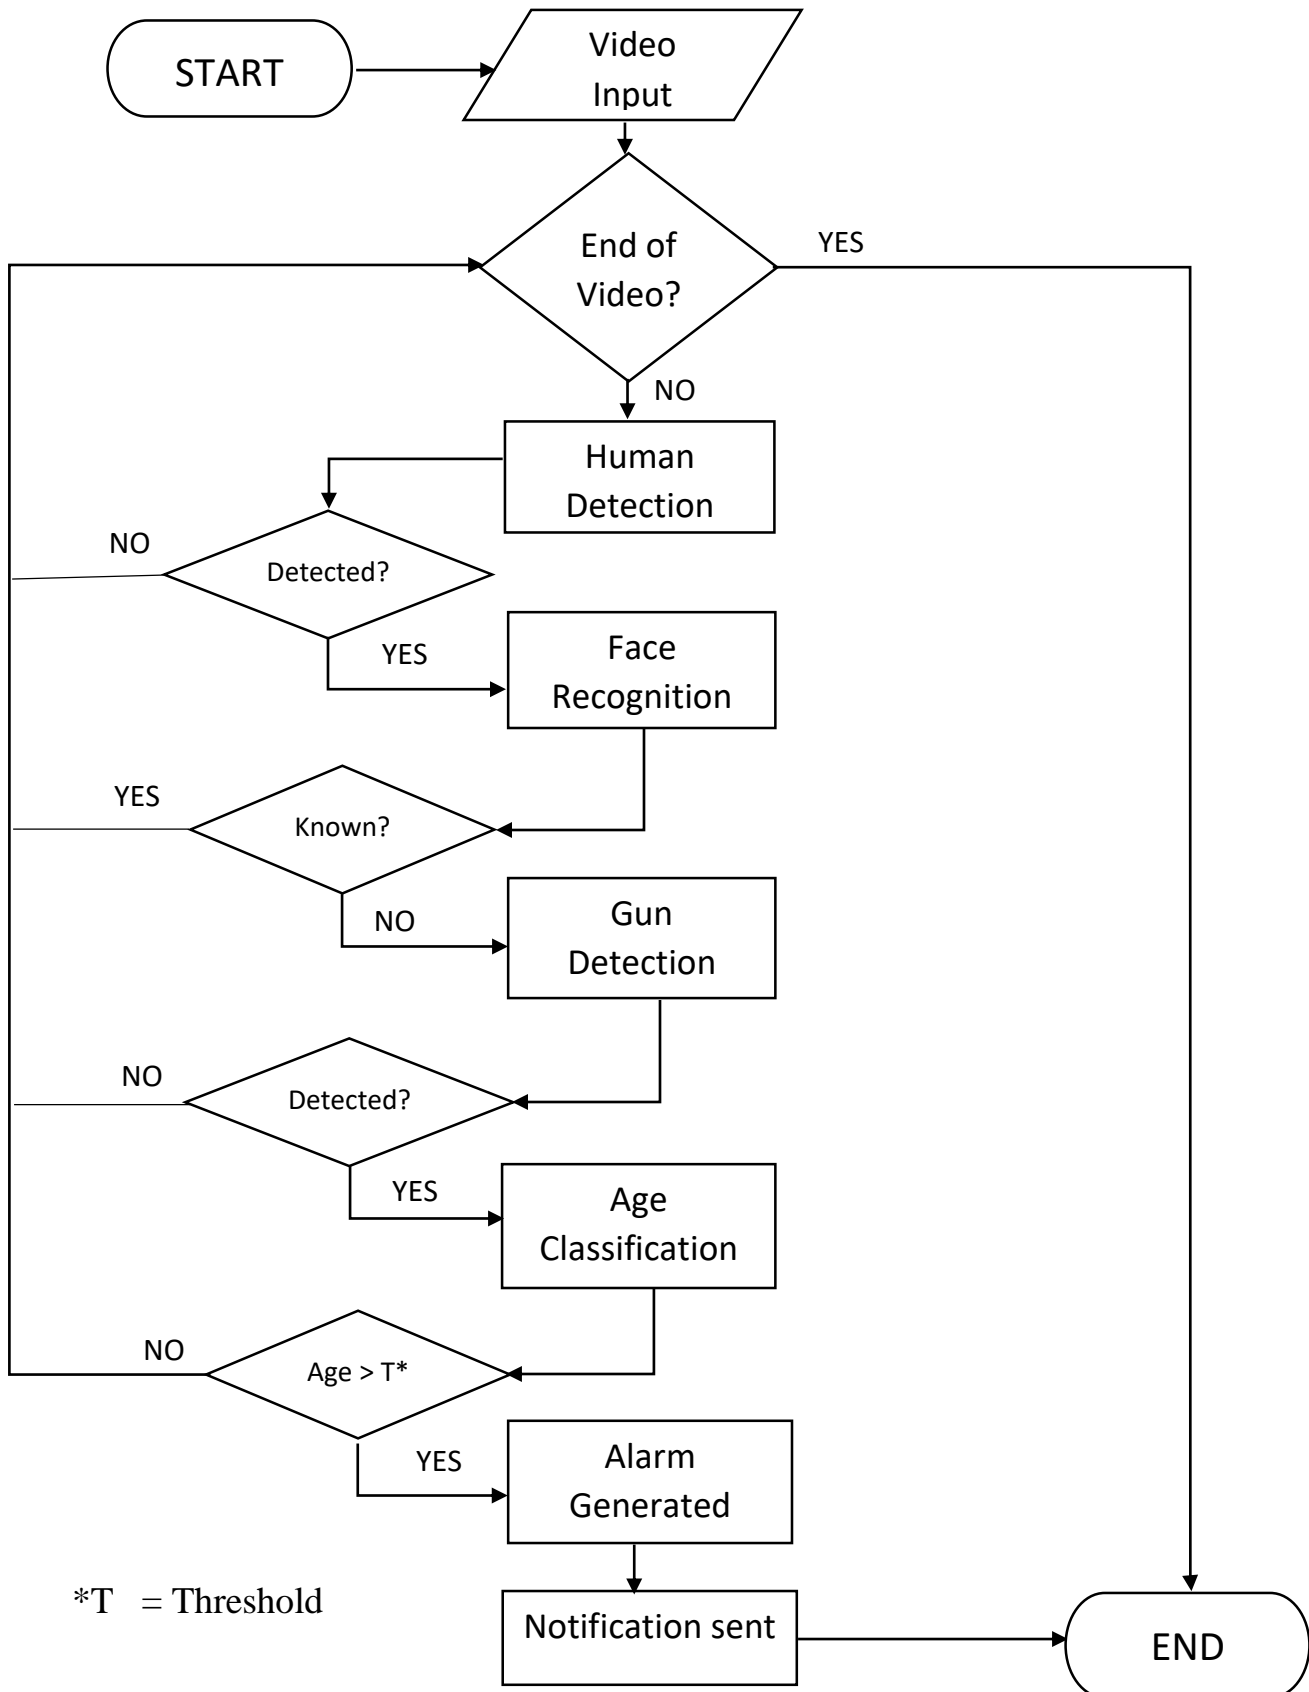 START
Video
Input
End of
Video?
YES
NO
Human
Detection
NO
Detected?
YES
Face
Recognition
YES
Known?
NO
Gun
Detection
NO
Detected?
YES
Age
Classification
NO
Age > T*
YES
Alarm
Generated
*T = Threshold
Notification sent
END